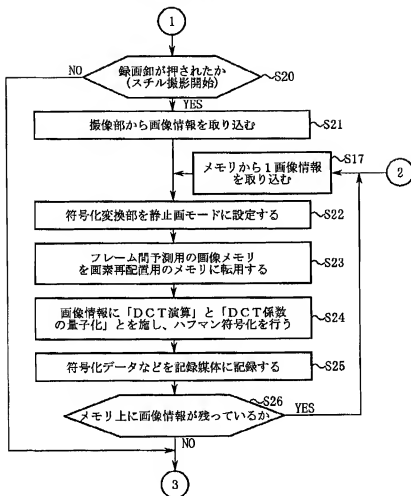 1
NO
録画釦が押されたか
(スチル撮影開始)
S20
YES
撮像部から画像情報を取り込む
S21
S17
メモリから1画像情報
を取り込む
2
符号化変換部を静止画モードに設定する
S22
フレーム間予測用の画像メモリ
を画素再配置用のメモリに転用する
S23
画像情報に「DCT演算」と「DCT係数
の量子化」とを施し、ハフマン符号化を行う
S24
符号化データなどを記録媒体に記録する
S25
S26
メモリ上に画像情報が残っているか
YES
NO
3